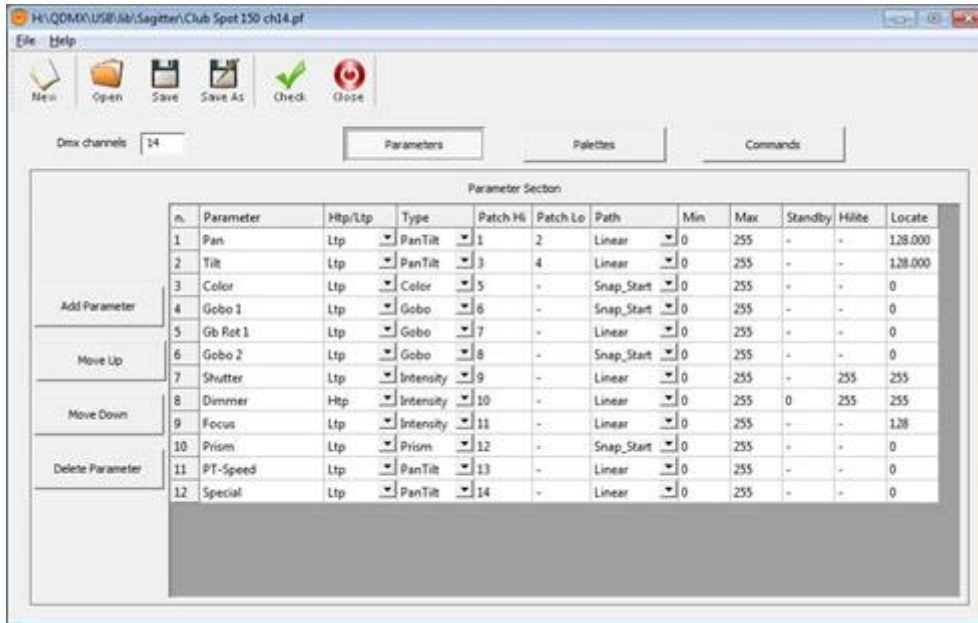 H:\QDMX\USB\lib\Sagitter\Club Spot 150 ch14.pf
File Help
New Open Save Save As Check Close
Dmx channels 14 Parameters Palettes Commands
Parameter Section
n. Parameter Htp/Ltp Type Patch Hi Patch Lo Path Min Max Standby Hilite Locate
1 Pan Ltp PanTilt 1 2 Linear 0 255 - - 128.000
2 Tilt Ltp PanTilt 3 4 Linear 0 255 - - 128.000
3 Color Ltp Color 5 - Snap_Start 0 255 - - 0
Add Parameter
4 Gobo 1 Ltp Gobo 6 - Snap_Start 0 255 - - 0
5 Gb Rot 1 Ltp Gobo 7 - Linear 0 255 - - 0
Move Up
6 Gobo 2 Ltp Gobo 8 - Snap_Start 0 255 - - 0
7 Shutter Ltp Intensity 9 - Linear 0 255 - 255 255
8 Dimmer Htp Intensity 10 - Linear 0 255 0 255 255
Move Down
9 Focus Ltp Intensity 11 - Linear 0 255 - - 128
10 Prism Ltp Prism 12 - Snap_Start 0 255 - - 0
Delete Parameter
11 PT-Speed Ltp PanTilt 13 - Linear 0 255 - - 0
12 Special Ltp PanTilt 14 - Linear 0 255 - - 0